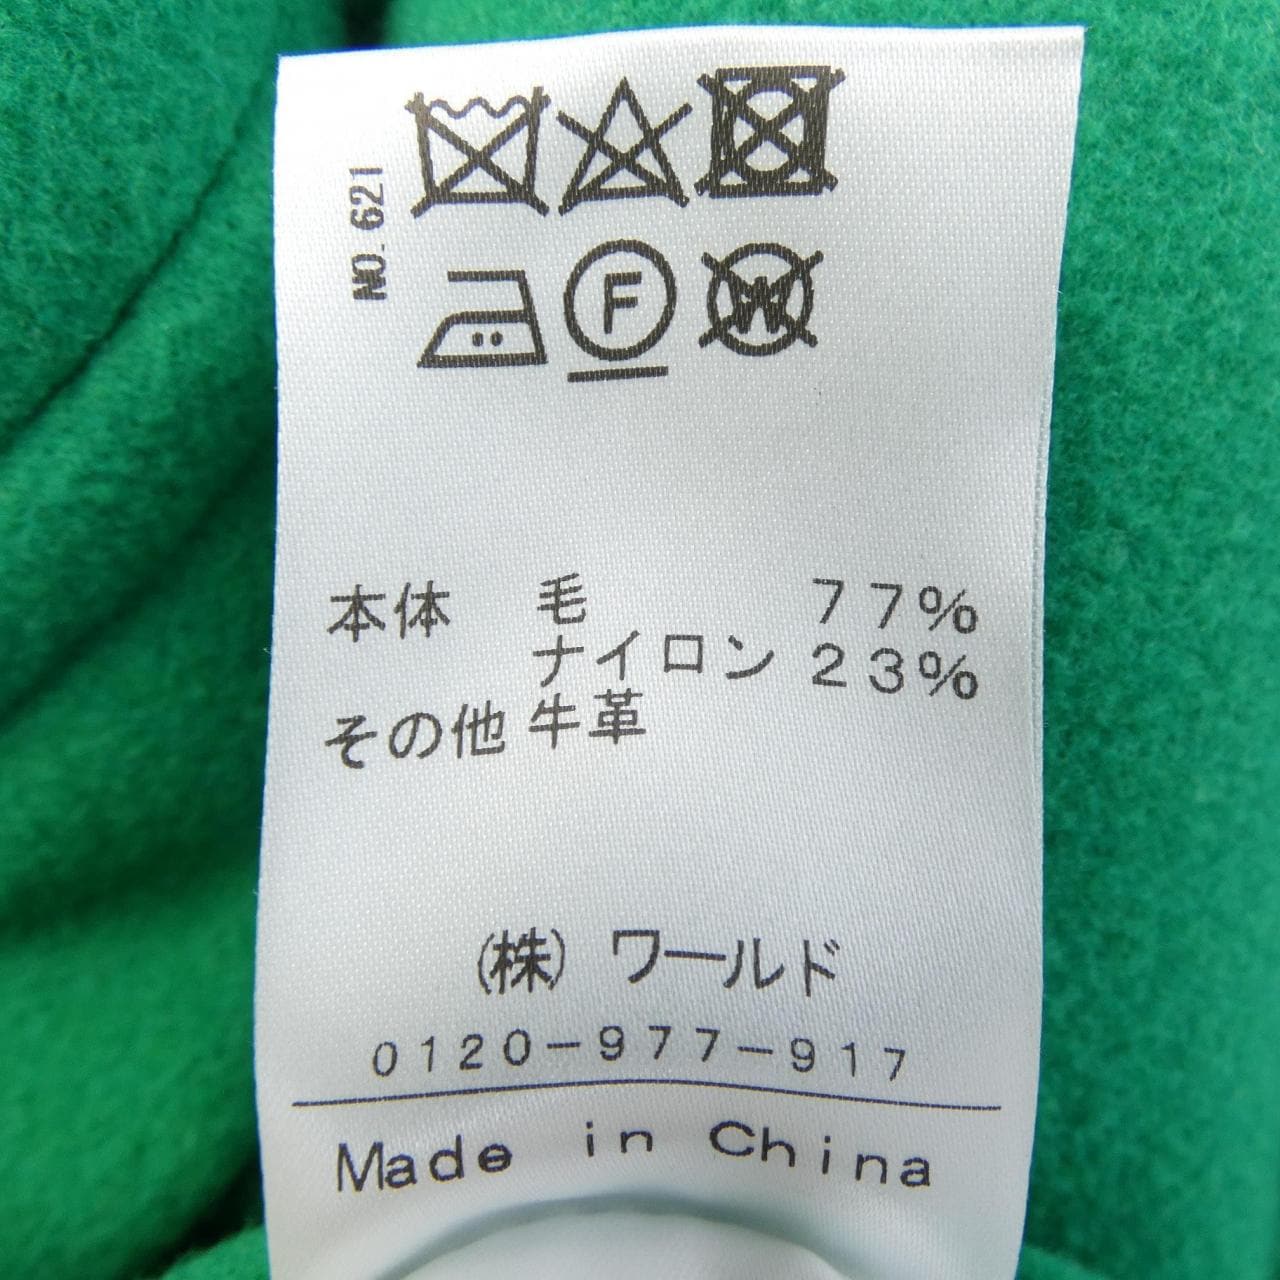 NO.621
F
W
本体 毛 77%
ナイロン 23%
その他 牛革
(株) ワールド
0120-977-917
Made in China